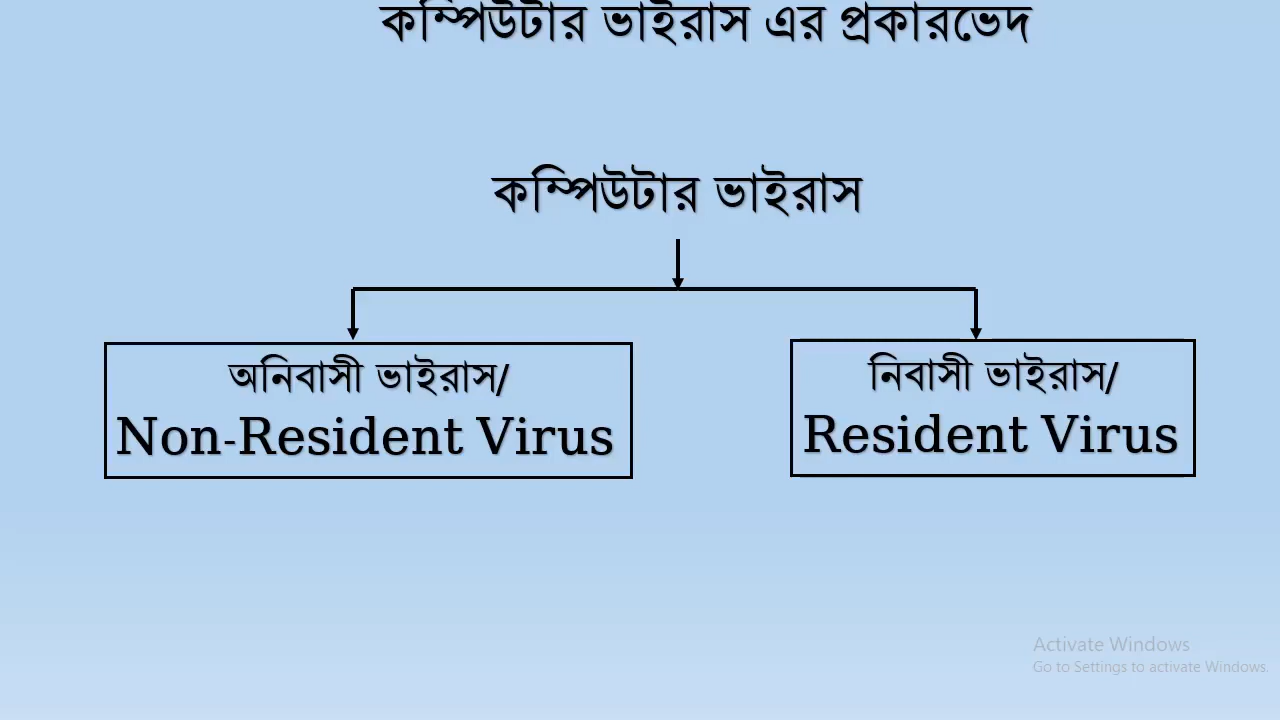 কম্পিউটার ভাইরাস এর প্রকারভেদ
কম্পিউটার ভাইরাস
অনিবাসী ভাইরাস/
Non-Resident Virus
নিবাসী ভাইরাস/
Resident Virus
Activate Windows
Go to Settings to activate Windows.